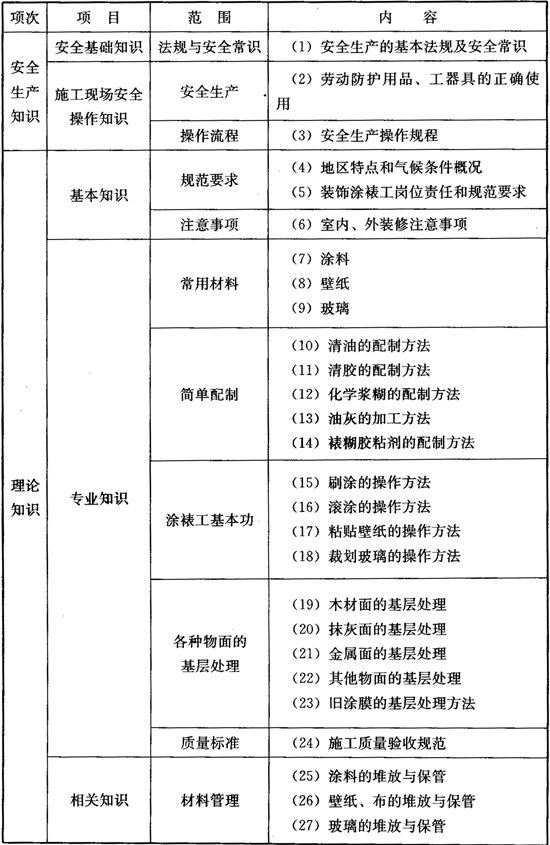 项次 项目 范围 内容
安全生产知识 安全基础知识 法规与安全常识 （1）安全生产的基本法规及安全常识
施工现场安全操作知识 安全生产 （2）劳动防护用品、工器具的正确使用
操作流程 （3）安全生产操作规程
理论知识 基本知识 规范要求 （4）地区特点和气候条件概况
（5）装饰涂裱工岗位责任和规范要求
注意事项 （6）室内、外装修注意事项
专业知识 常用材料 （7）涂料
（8）壁纸
（9）玻璃
简单配制 （10）清油的配制方法
（11）清胶的配制方法
（12）化学浆糊的配制方法
（13）油灰的加工方法
（14）裱糊胶粘剂的配制方法
涂裱工基本功 （15）刷涂的操作方法
（16）滚涂的操作方法
（17）粘贴壁纸的操作方法
（18）裁划玻璃的操作方法
各种物面的基层处理 （19）木材面的基层处理
（20）抹灰面的基层处理
（21）金属面的基层处理
（22）其他物面的基层处理
（23）旧涂膜的基层处理方法
质量标准 （24）施工质量验收规范
相关知识 材料管理 （25）涂料的堆放与保管
（26）壁纸、布的堆放与保管
（27）玻璃的堆放与保管